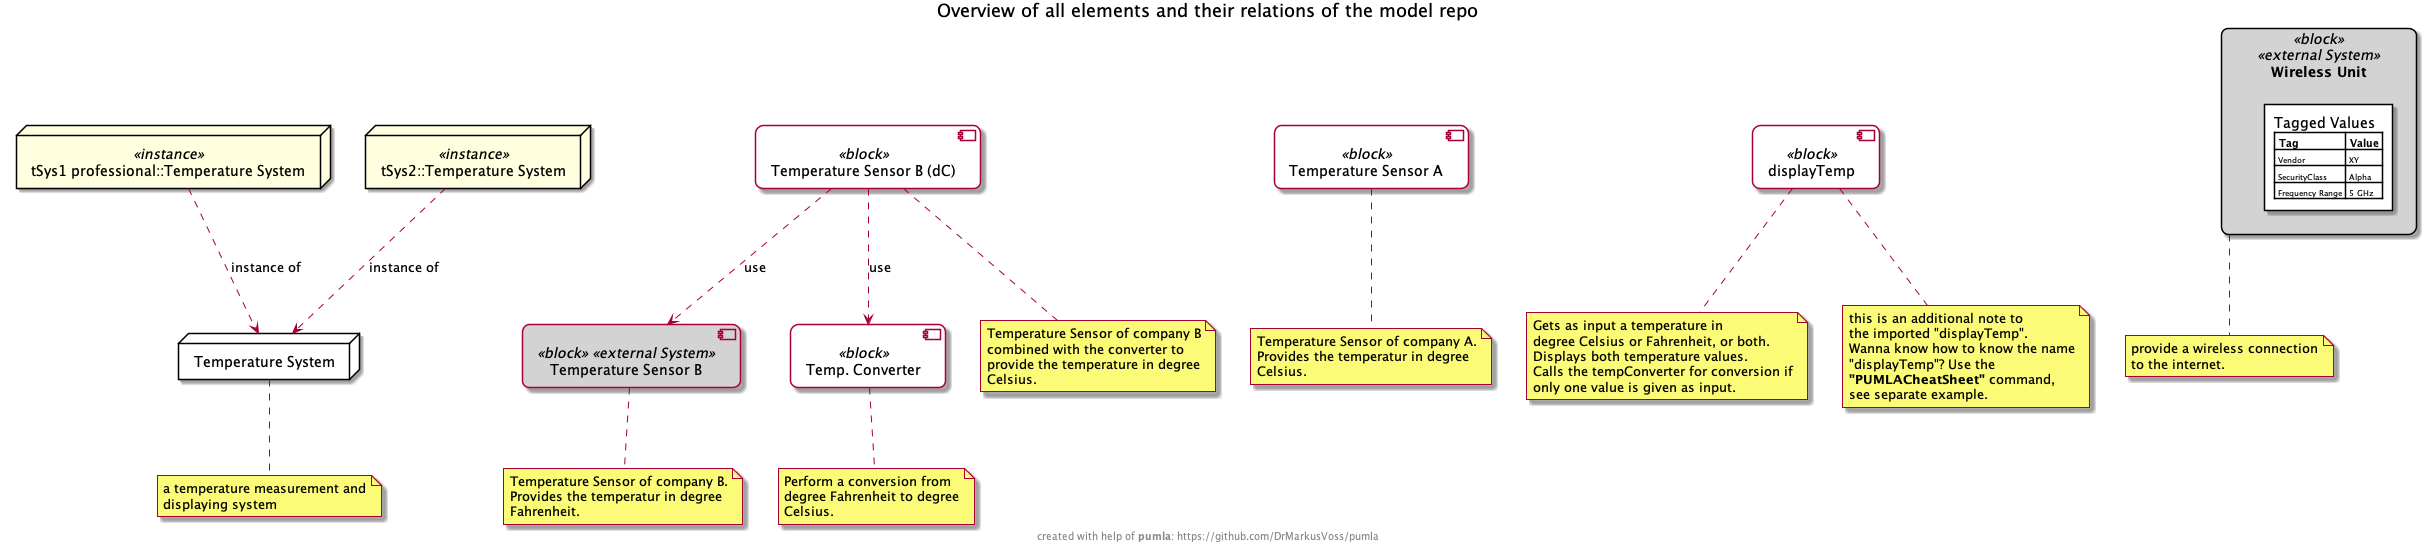 Overview of all elements and their relations of the model repo
«block»
«external System»
Wireless Unit
Tagged Values
Tag Value
Vendor XY
SecurityClass Alpha
Frequency Range 5 GHz
«instance»
tSys1 professional::Temperature System
«instance»
tSys2::Temperature System
«block»
Temperature Sensor B (dC)
«block»
Temperature Sensor A
«block»
displayTemp
instance of
instance of
use
use
Temperature System
«block» «external System»
Temperature Sensor B
«block»
Temp. Converter
Temperature Sensor of company B
combined with the converter to
provide the temperature in degree
Celsius.
Temperature Sensor of company A.
Provides the temperatur in degree
Celsius.
Gets as input a temperature in
degree Celsius or Fahrenheit, or both.
Displays both temperature values.
Calls the tempConverter for conversion if
only one value is given as input.
this is an additional note to
the imported "displayTemp".
Wanna know how to know the name
"displayTemp"? Use the
"PUMLACheatSheet" command,
see separate example.
provide a wireless connection
to the internet.
a temperature measurement and
displaying system
Temperature Sensor of company B.
Provides the temperatur in degree
Fahrenheit.
Perform a conversion from
degree Fahrenheit to degree
Celsius.
created with help of pumla: https://github.com/DrMarkusVoss/pumla